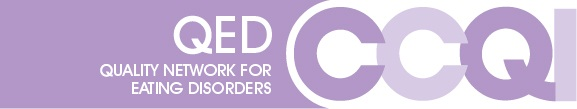 QED
QUALITY NETWORK FOR
EATING DISORDERS
CCQI